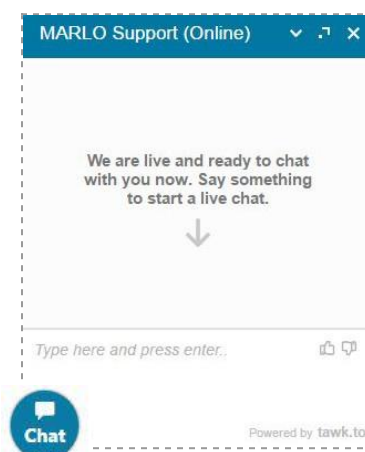 MARLO Support (Online)
We are live and ready to chat
with you now. Say something
to start a live chat.
Type here and press enter..
Chat
Powered by tawk.to